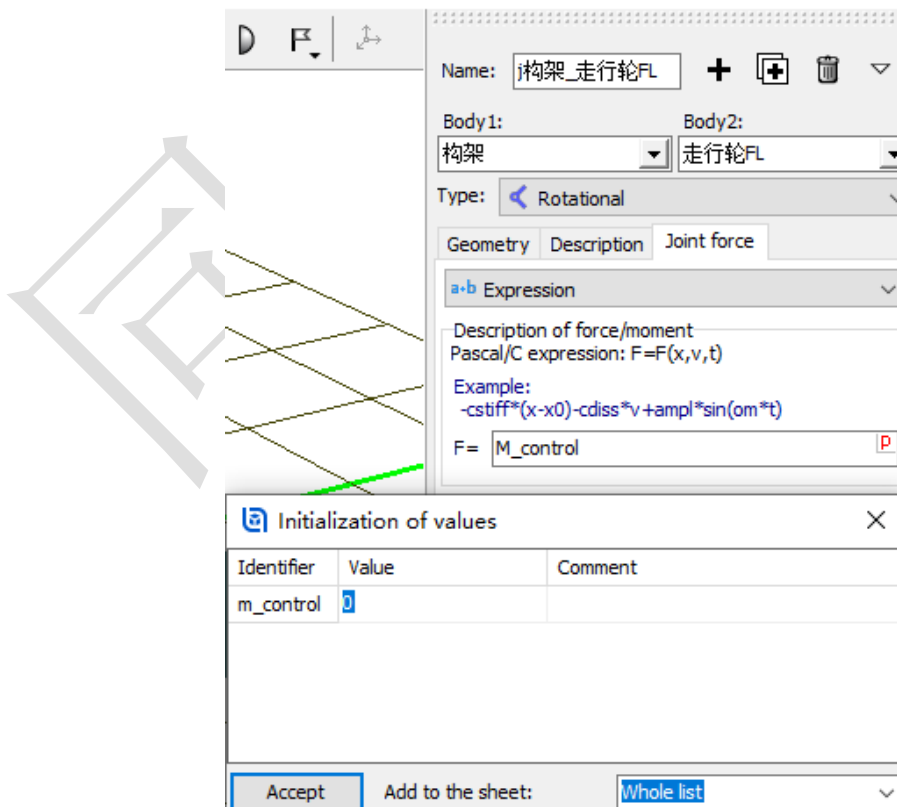 Name: j构架_走行轮FL
Body1: Body2:
构架 走行轮FL
Type: Rotational
Geometry Description Joint force
a+b Expression
Description of force/moment
Pascal/C expression: F=F(x,v,t)
Example:
-cstiff*(x-x0)-cdiss*v+ampl*sin(om*t)
F= M_control P
Initialization of values
Identifier Value Comment
m_control 0
Accept Add to the sheet: Whole list